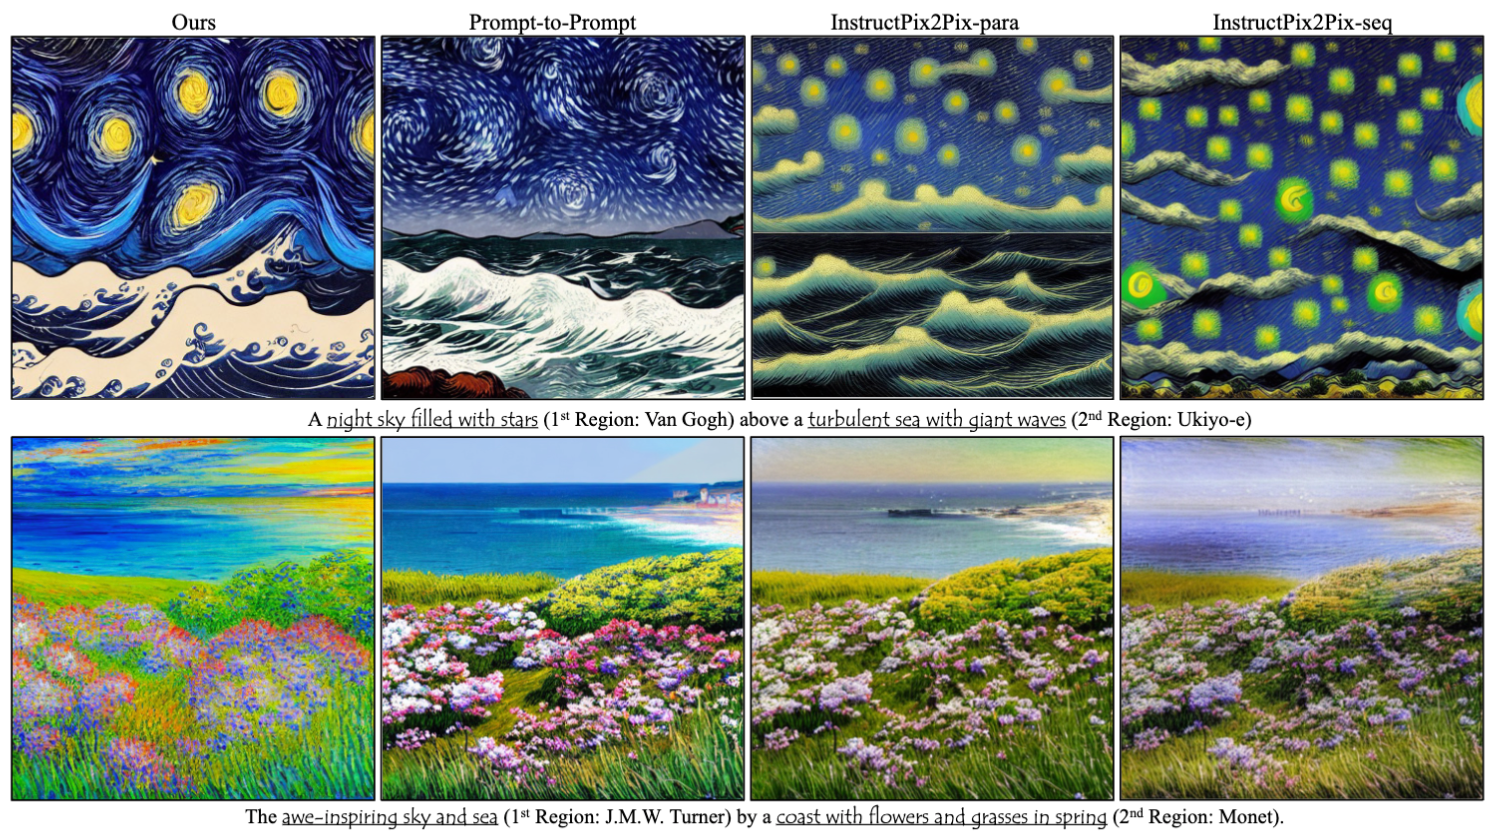 Ours Prompt-to-Prompt InstructPix2Pix-para InstructPix2Pix-seq
A night sky filled with stars (1st Region: Van Gogh) above a turbulent sea with giant waves (2nd Region: Ukiyo-e)
The awe-inspiring sky and sea (1st Region: J.M.W. Turner) by a coast with flowers and grasses in spring (2nd Region: Monet).